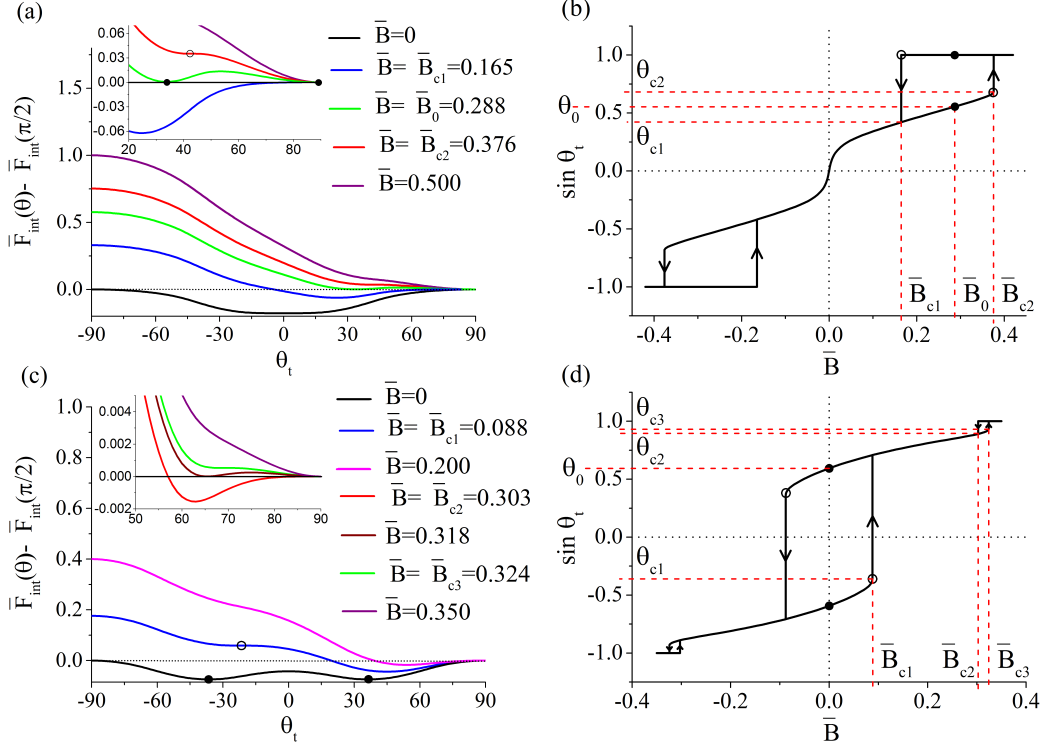 (a)
0.06
0.03
0.00
-0.03
-0.06
20
40
60
80
B̅=0
B̅= B̅c1=0.165
B̅= B̅0=0.288
B̅= B̅c2=0.376
B̅=0.500
1.5
1.0
0.5
0.0
F̅int(θ)- F̅int(π/2)
-90
-60
-30
0
30
60
90
θt
(b)
θc2
θ0
θc1
1.0
0.5
0.0
-0.5
-1.0
sin θt
B̅c1
B̅0
B̅c2
-0.4
-0.2
0.0
0.2
0.4
B̅
(c)
0.004
0.002
0.000
-0.002
50
60
70
80
90
B̅=0
B̅= B̅c1=0.088
B̅=0.200
B̅= B̅c2=0.303
B̅=0.318
B̅= B̅c3=0.324
B̅=0.350
1.0
0.8
0.6
0.4
0.2
0.0
F̅int(θ)- F̅int(π/2)
-90
-60
-30
0
30
60
90
θt
(d)
θc3
θc2
θ0
θc1
1.0
0.5
0.0
-0.5
-1.0
sin θt
B̅c1
B̅c2
B̅c3
-0.4
-0.2
0.0
0.2
0.4
B̅